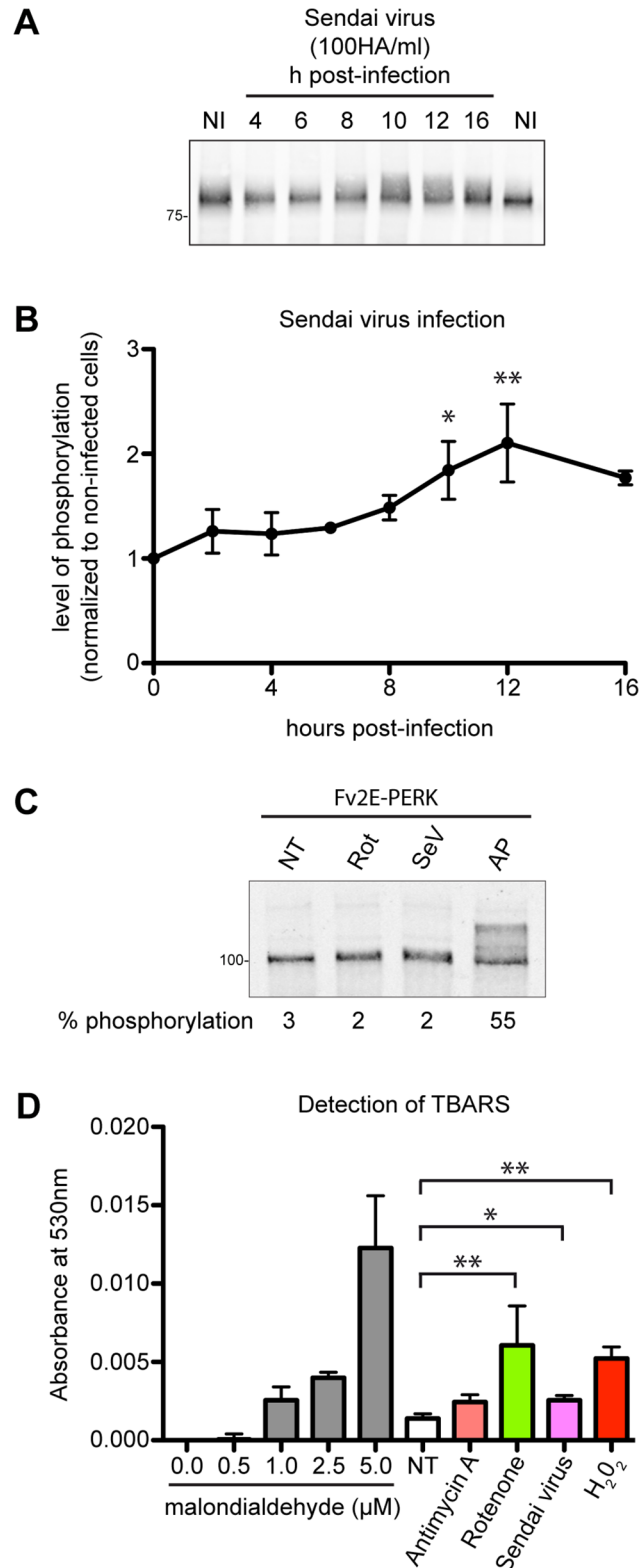 A
Sendai virus
(100HA/ml)
h post-infection
NI 4 6 8 10 12 16 NI
75-
B
Sendai virus infection
level of phosphorylation
(normalized to non-infected cells)
3
2
1
0
* **
0 4 8 12 16
hours post-infection
C
Fv2E-PERK
NT Rot SeV AP
100-
% phosphorylation 3 2 2 55
D
Detection of TBARS
Absorbance at 530nm
0.020
0.015
0.010
0.005
0.000
**
*
**
0.0 0.5 1.0 2.5 5.0 NT Antimycin A Rotenone Sendai virus H₂0₂
malondialdehyde (µM)